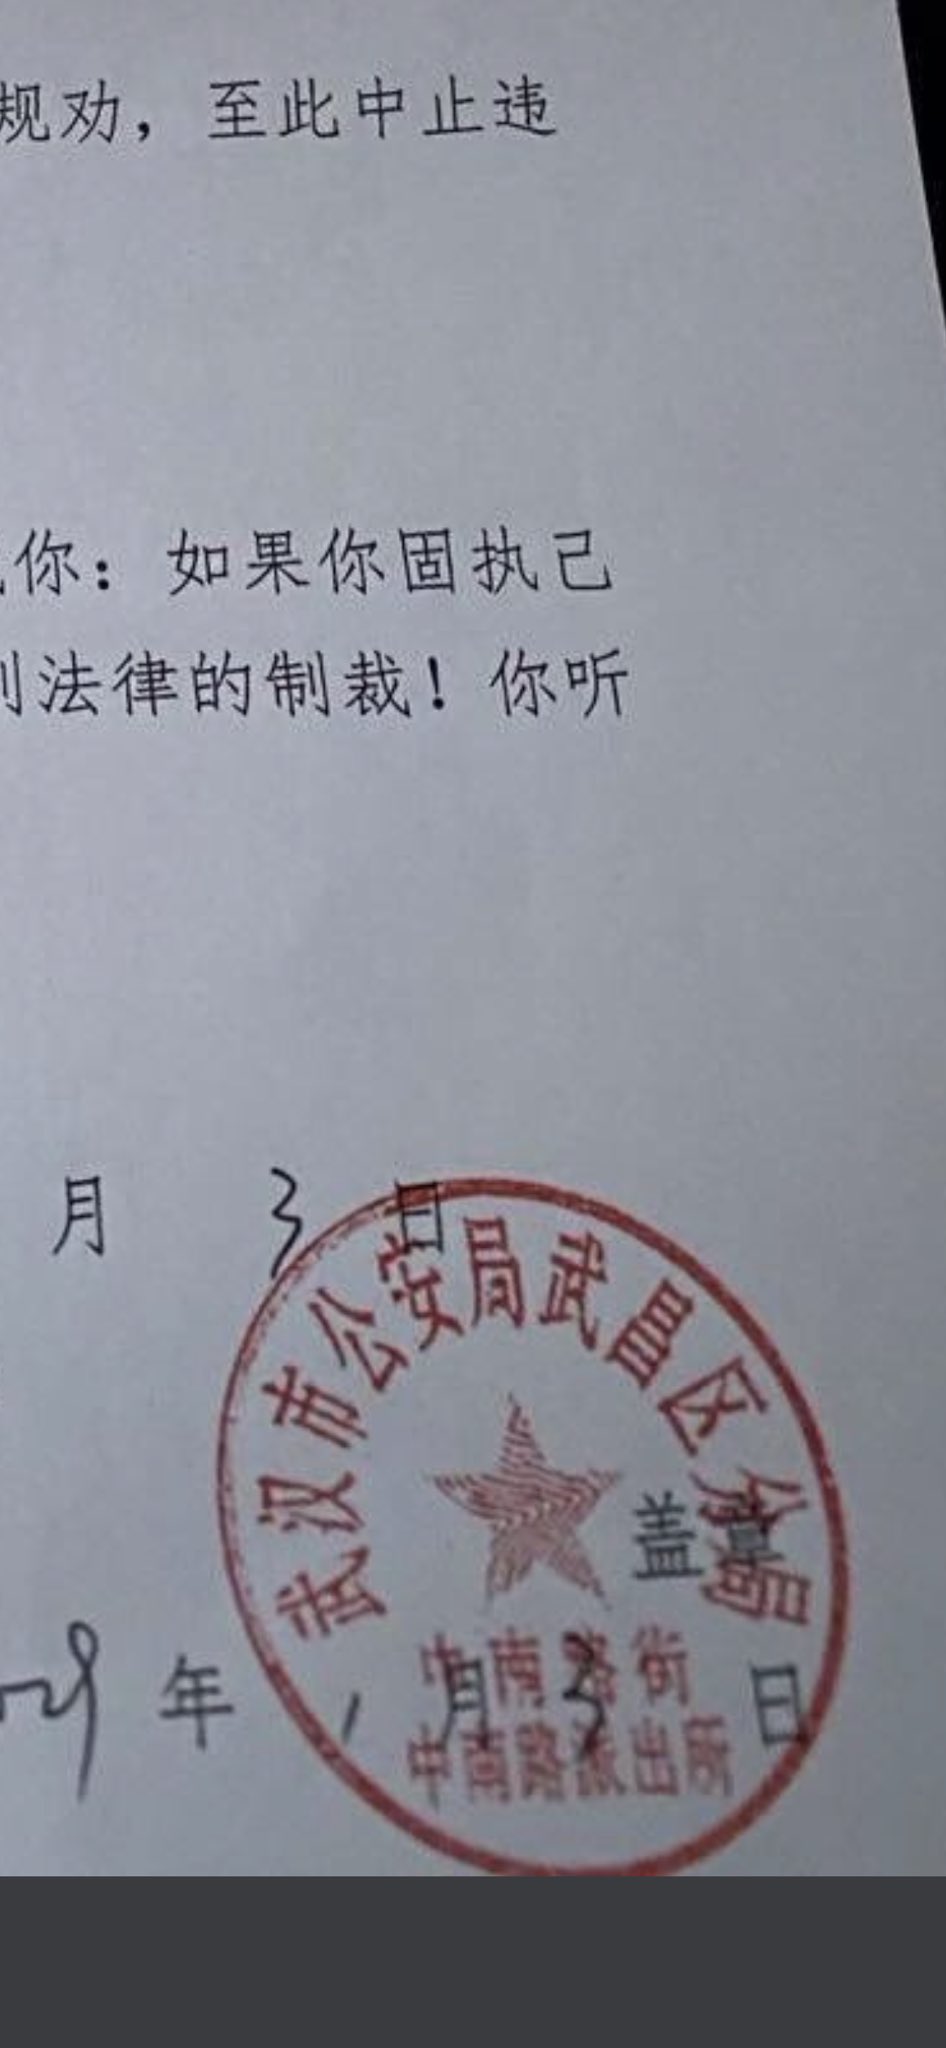 规劝，至此中止违
你：如果你固执己
法律的制裁！你听
月 3 日
武汉市公安局武昌区分局
盖章
年 1 月 3 日
中南路街
中南路派出所